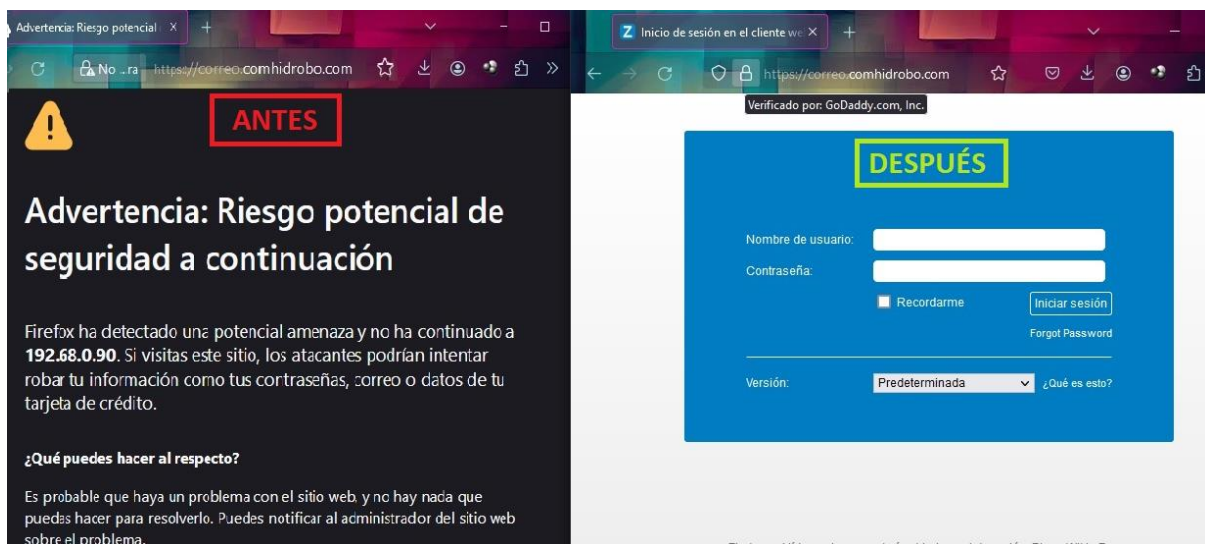 Advertencia: Riesgo potencial
No ...ra https://correo.comhidrobo.com
ANTES
Advertencia: Riesgo potencial de
seguridad a continuación
Firefox ha detectado una potencial amenaza y no ha continuado a
192.68.0.90. Si visitas este sitio, los atacantes podrían intentar
robar tu información como tus contraseñas, correo o datos de tu
tarjeta de crédito.
¿Qué puedes hacer al respecto?
Es probable que haya un problema con el sitio web, y no hay nada que
puedas hacer para resolverlo. Puedes notificar al administrador del sitio web
sobre el problema.
Z Inicio de sesión en el cliente we
https://correo.comhidrobo.com
Verificado por: GoDaddy.com, Inc.
DESPUÉS
Nombre de usuario:
Contraseña:
Recordarme Iniciar sesión
Forgot Password
Versión: Predeterminada ¿Qué es esto?